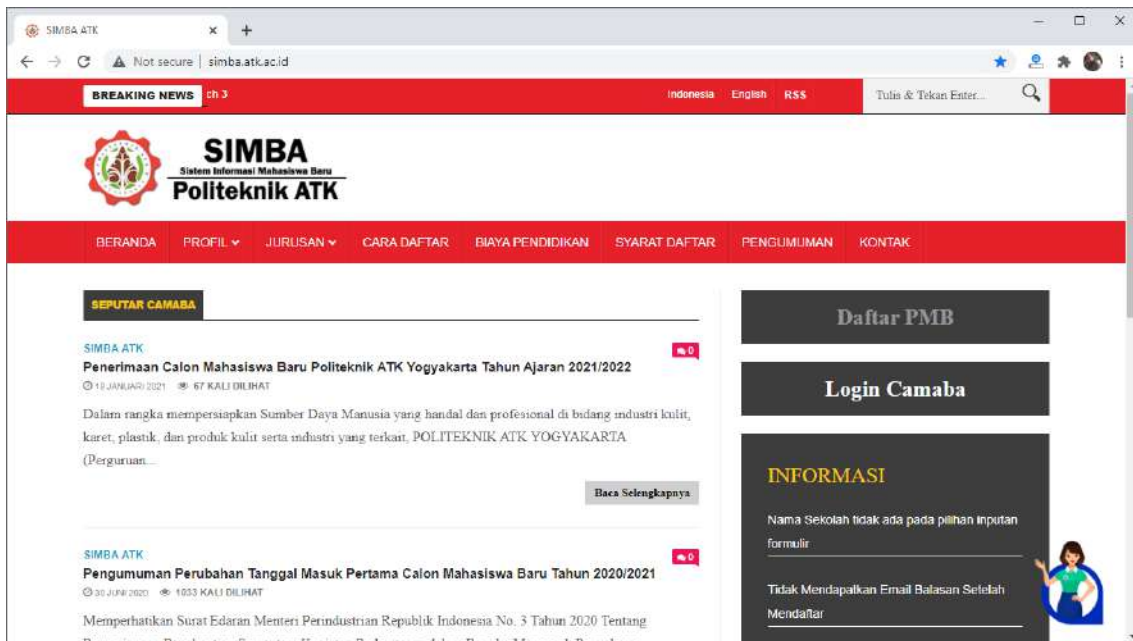 SIMBA ATK
Not secure | simba.atk.ac.id
BREAKING NEWS ch 3 Indonesia English RSS Tulis & Tekan Enter...
SIMBA
Sistem Informasi Mahasiswa Baru
Politeknik ATK
BERANDA PROFIL JURUSAN CARA DAFTAR BIAYA PENDIDIKAN SYARAT DAFTAR PENGUMUMAN KONTAK
SEPUTAR CAMABA
SIMBA ATK 0
Penerimaan Calon Mahasiswa Baru Politeknik ATK Yogyakarta Tahun Ajaran 2021/2022
JANUARI 2021 67 KALI DILIHAT
Dalam rangka mempersiapkan Sumber Daya Manusia yang handal dan profesional di bidang industri kulit,
karet, plastik, dan produk kulit serta industri yang terkait, POLITEKNIK ATK YOGYAKARTA
(Perguruan...
Baca Selengkapnya
SIMBA ATK 0
Pengumuman Perubahan Tanggal Masuk Pertama Calon Mahasiswa Baru Tahun 2020/2021
30 JUNI 2020 1033 KALI DILIHAT
Memperhatikan Surat Edaran Menteri Perindustrian Republik Indonesia No. 3 Tahun 2020 Tentang
Daftar PMB
Login Camaba
INFORMASI
Nama Sekolah tidak ada pada pilihan inputan
formulir
Tidak Mendapatkan Email Balasan Setelah
Mendaftar